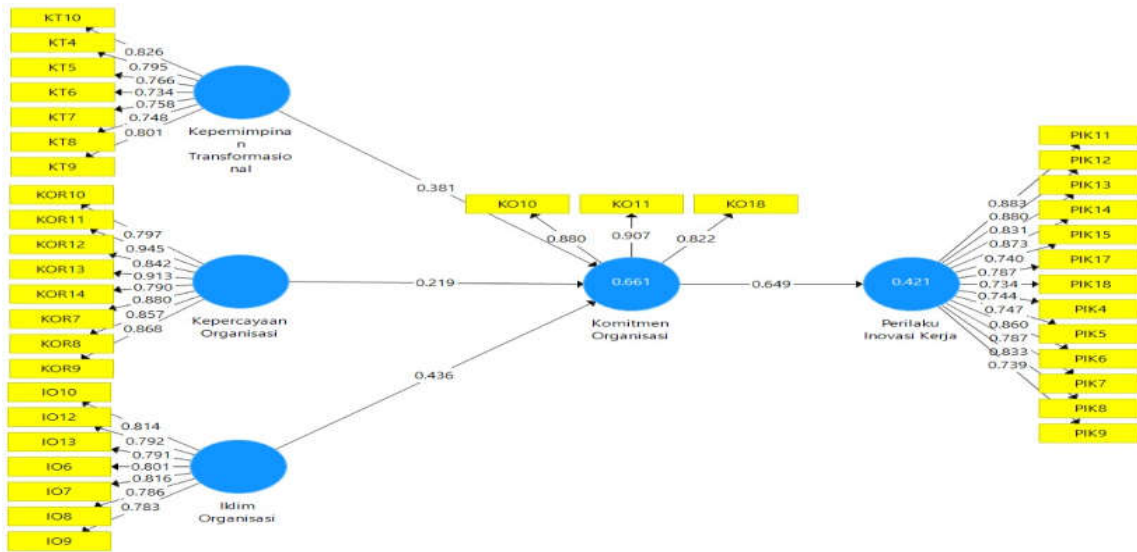 KT10
KT4
KT5
KT6
KT7
KT8
KT9
0.826
0.795
0.766
0.734
0.758
0.748
0.801
Kepemimpina
n
Transformasio
nal
KOR10
KOR11
KOR12
KOR13
KOR14
KOR7
KOR8
KOR9
0.797
0.945
0.842
0.913
0.790
0.880
0.857
0.868
Kepercayaan
Organisasi
IO10
IO12
IO13
IO6
IO7
IO8
IO9
0.814
0.792
0.791
0.801
0.816
0.786
0.783
Iklim
Organisasi
0.381
0.219
0.436
KO10
KO11
KO18
0.880
0.907
0.822
0.661
Komitmen
Organisasi
0.649
0.421
Perilaku
Inovasi Kerja
0.883
0.880
0.831
0.873
0.740
0.787
0.734
0.744
0.747
0.860
0.787
0.833
0.739
PIK11
PIK12
PIK13
PIK14
PIK15
PIK17
PIK18
PIK4
PIK5
PIK6
PIK7
PIK8
PIK9